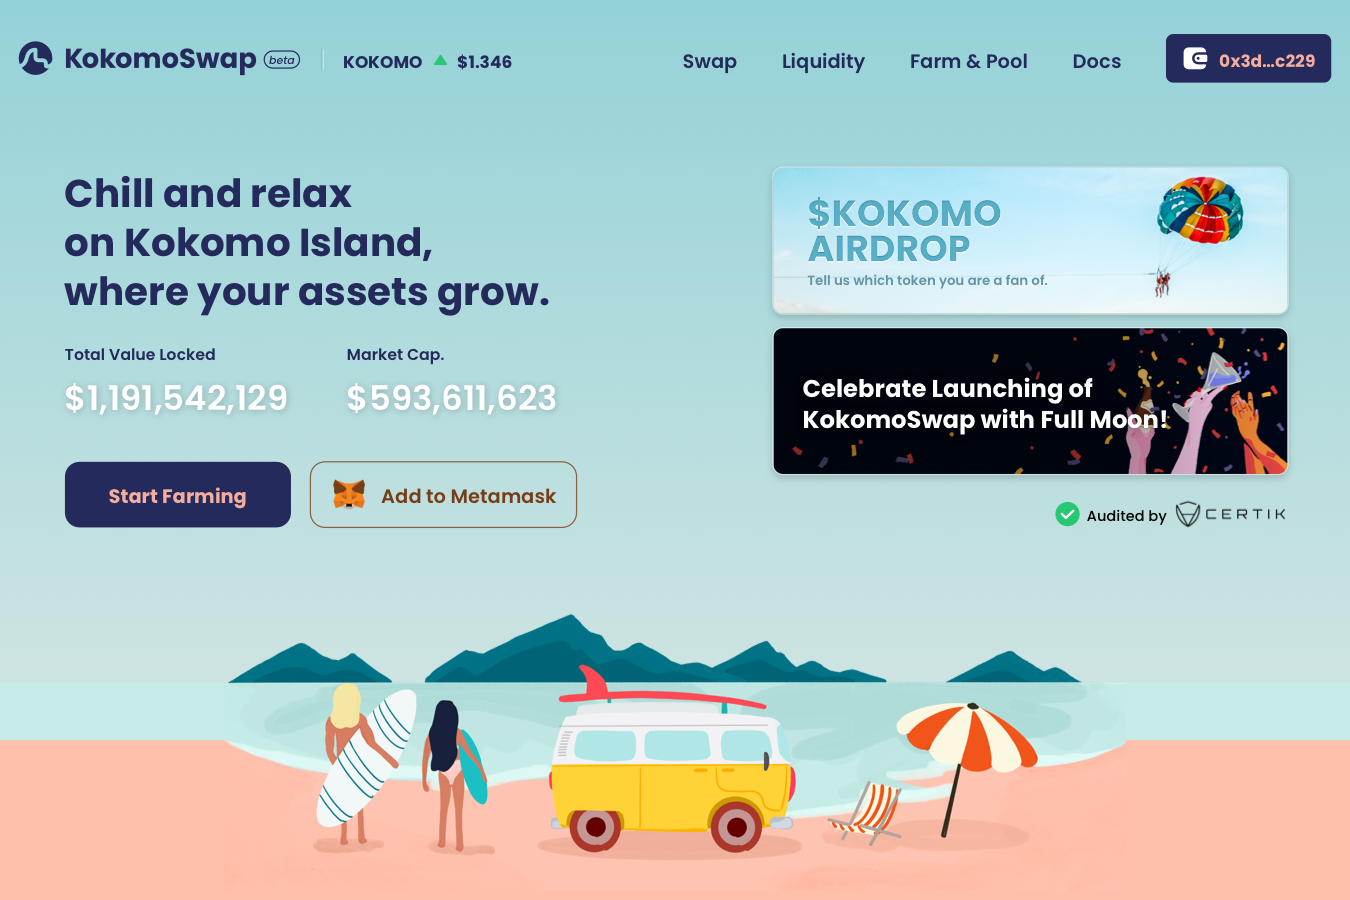 KokomoSwap beta
KOKOMO $1.346
Swap Liquidity Farm & Pool Docs
0x3d...c229
Chill and relax
on Kokomo Island,
where your assets grow.
Total Value Locked
$1,191,542,129
Market Cap.
$593,611,623
Start Farming
Add to Metamask
$KOKOMO
AIRDROP
Tell us which token you are a fan of.
Celebrate Launching of
KokomoSwap with Full Moon!
Audited by CERTIK